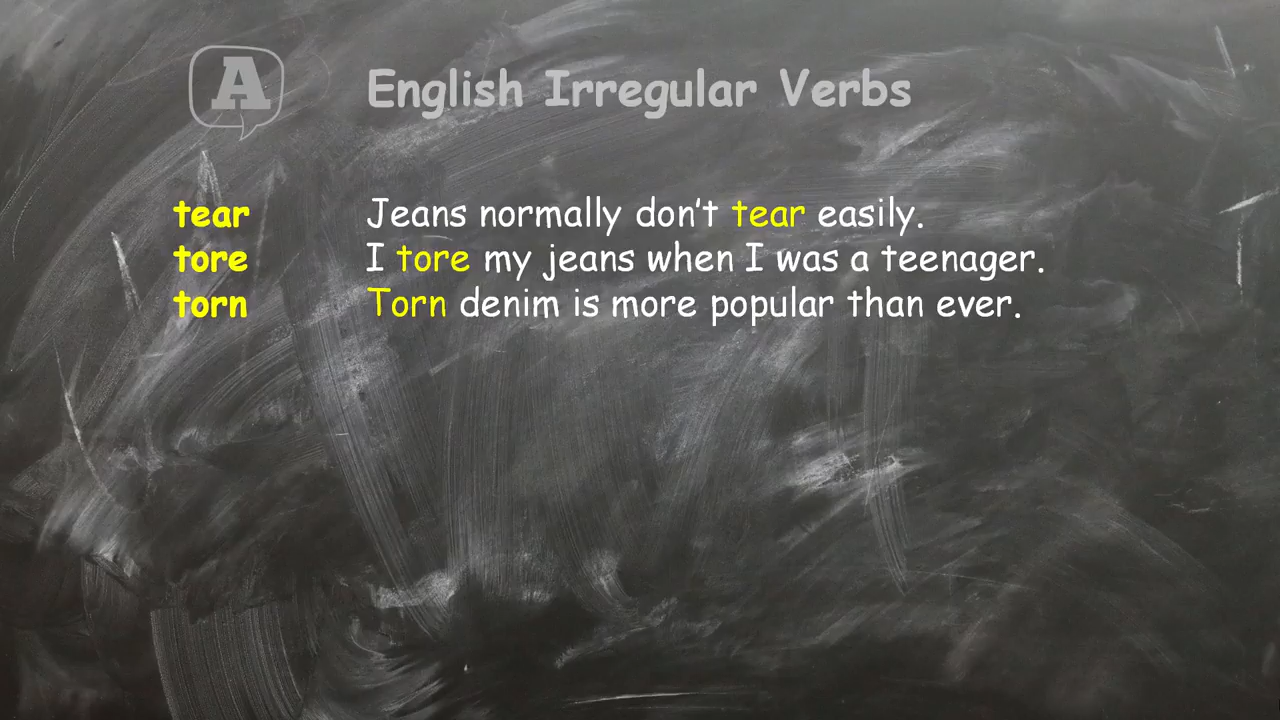 A English Irregular Verbs
tear Jeans normally don't tear easily.
tore I tore my jeans when I was a teenager.
torn Torn denim is more popular than ever.